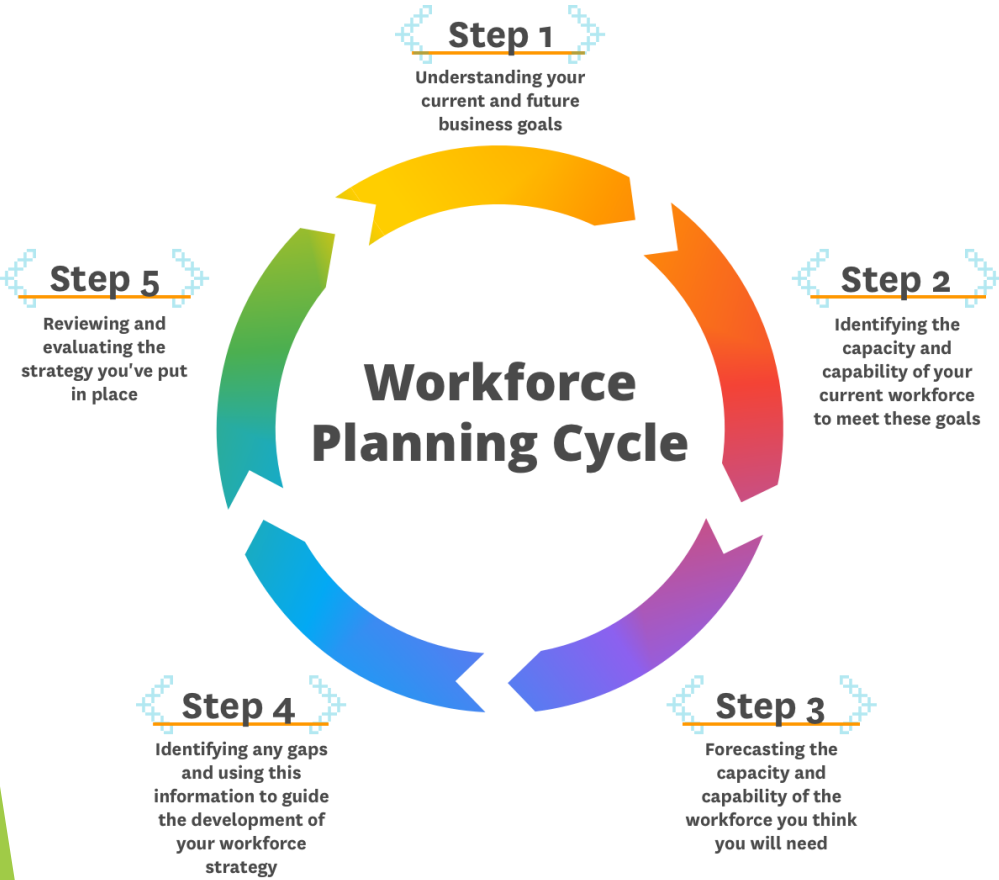 Step 1
Understanding your
current and future
business goals
Step 2
Identifying the
capacity and
capability of your
current workforce
to meet these goals
Step 3
Forecasting the
capacity and
capability of the
workforce you think
you will need
Step 4
Identifying any gaps
and using this
information to guide
the development of
your workforce
strategy
Step 5
Reviewing and
evaluating the
strategy you've put
in place
Workforce
Planning Cycle